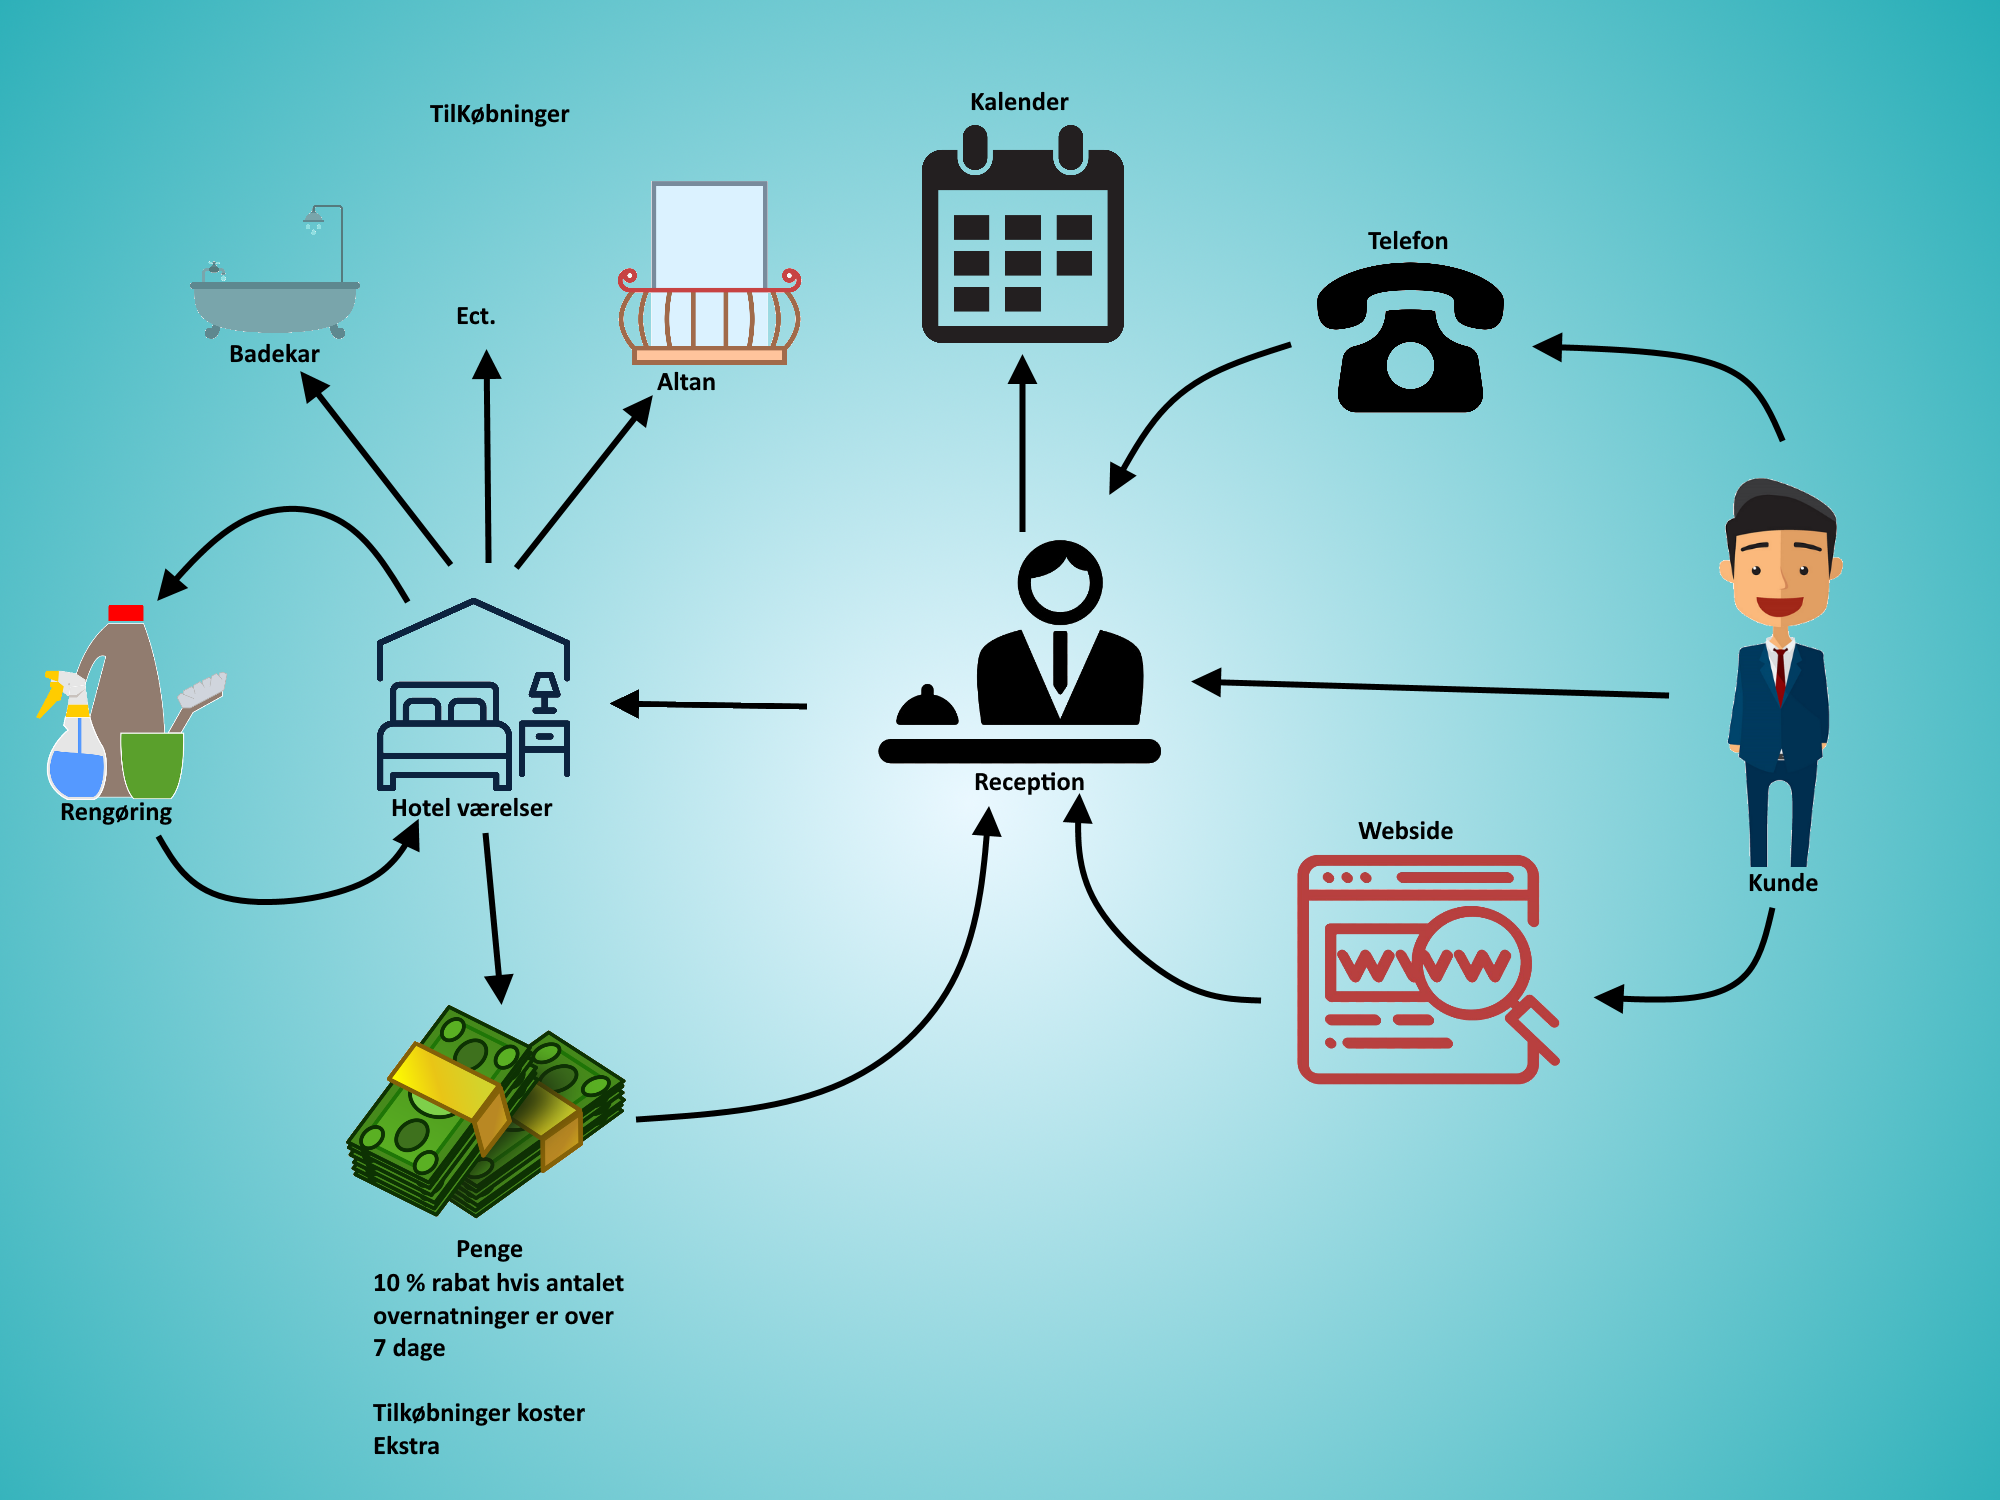 TilKøbninger
Kalender
Telefon
Ect.
Badekar
Altan
Reception
Hotel værelser
Rengøring
Webside
www
Kunde
Penge
10 % rabat hvis antalet
overnatninger er over
7 dage
Tilkøbninger koster
Ekstra